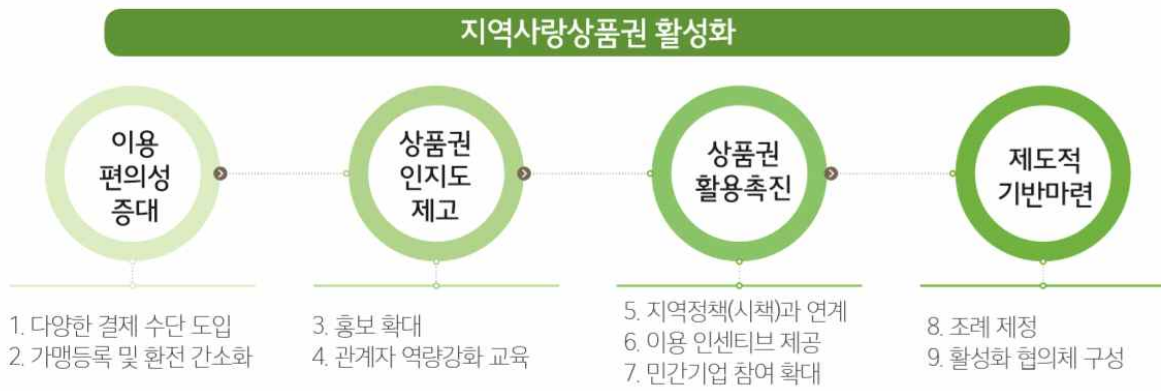 지역사랑상품권 활성화
이용
편의성
증대
상품권
인지도
제고
상품권
활용촉진
제도적
기반마련
1. 다양한 결제 수단 도입
2. 가맹등록 및 환전 간소화
3. 홍보 확대
4. 관계자 역량강화 교육
5. 지역정책(시책)과 연계
6. 이용 인센티브 제공
7. 민간기업 참여 확대
8. 조례 제정
9. 활성화 협의체 구성